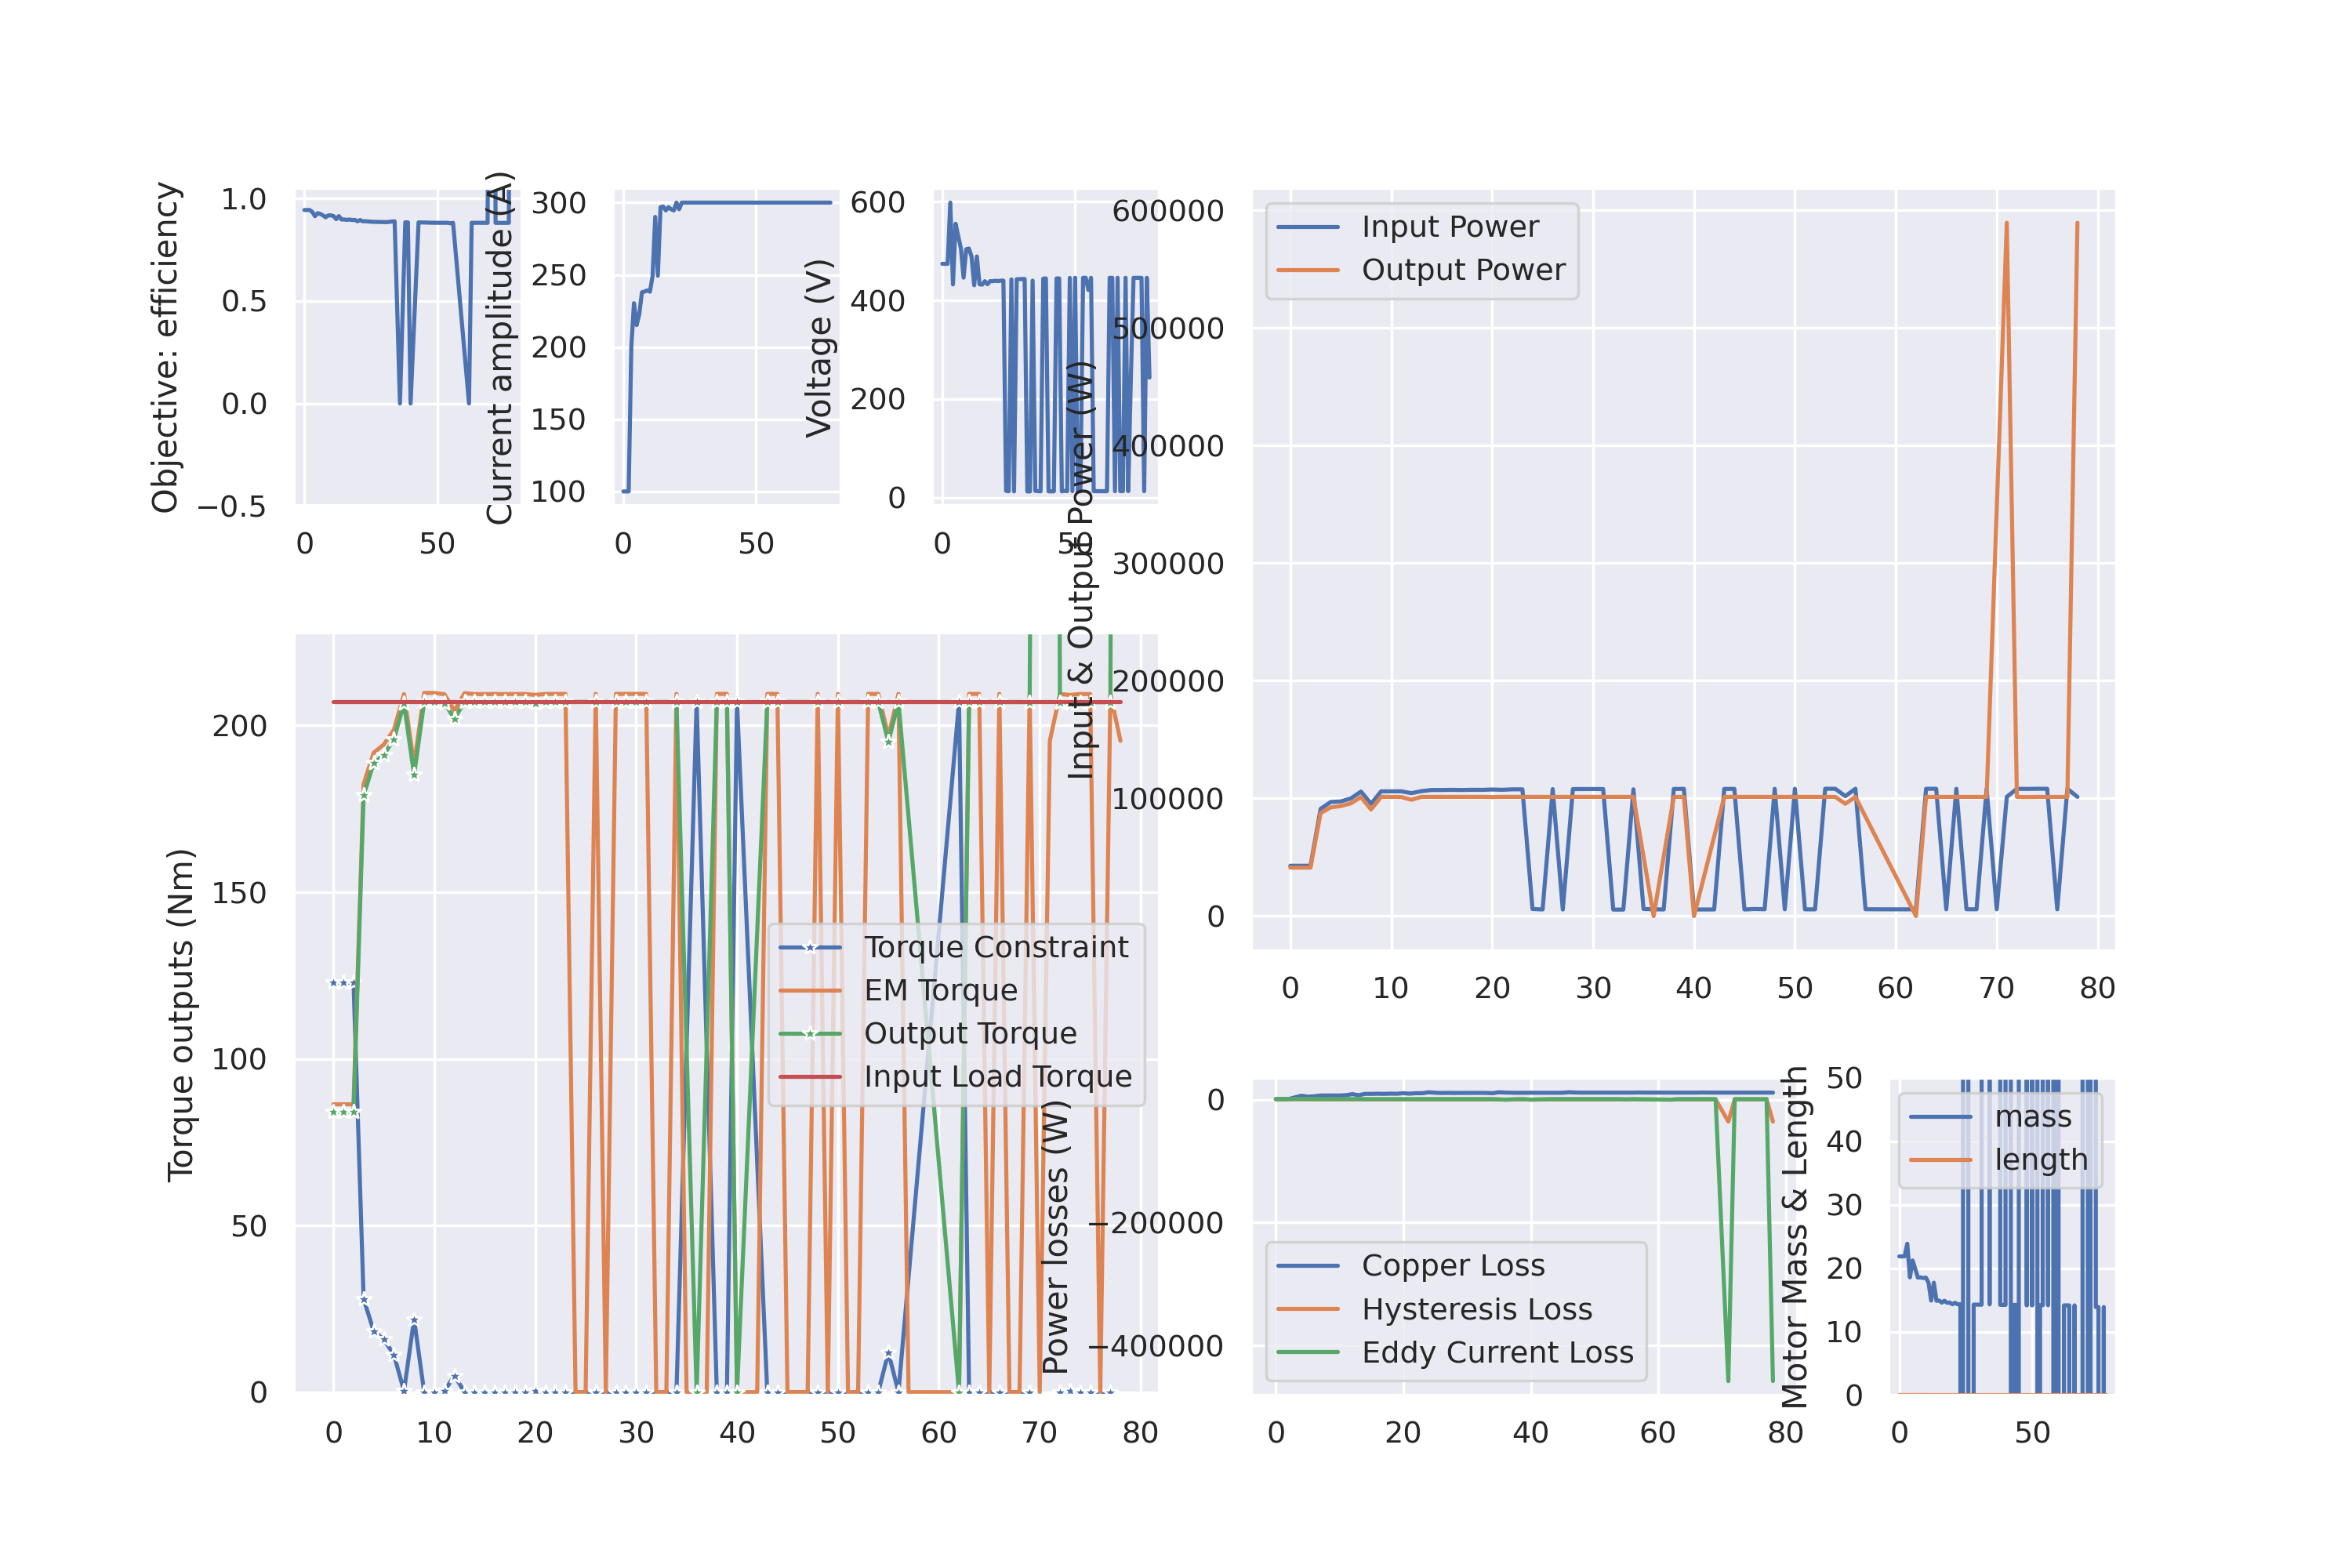 Objective: efficiency
1.0
0.5
0.0
−0.5
0 50
Current amplitude (A)
300
250
200
150
100
0 50
Voltage (V)
600
400
200
0
0 50
Input & Output Power (W)
600000
500000
400000
300000
200000
100000
0
Input Power
Output Power
0 10 20 30 40 50 60 70 80
Torque outputs (Nm)
200
150
100
50
0
Torque Constraint
EM Torque
Output Torque
Input Load Torque
0 10 20 30 40 50 60 70 80
Power losses (W)
0
−200000
−400000
Copper Loss
Hysteresis Loss
Eddy Current Loss
0 20 40 60 80
Motor Mass & Length
50
40
30
20
10
0
mass
length
0 50